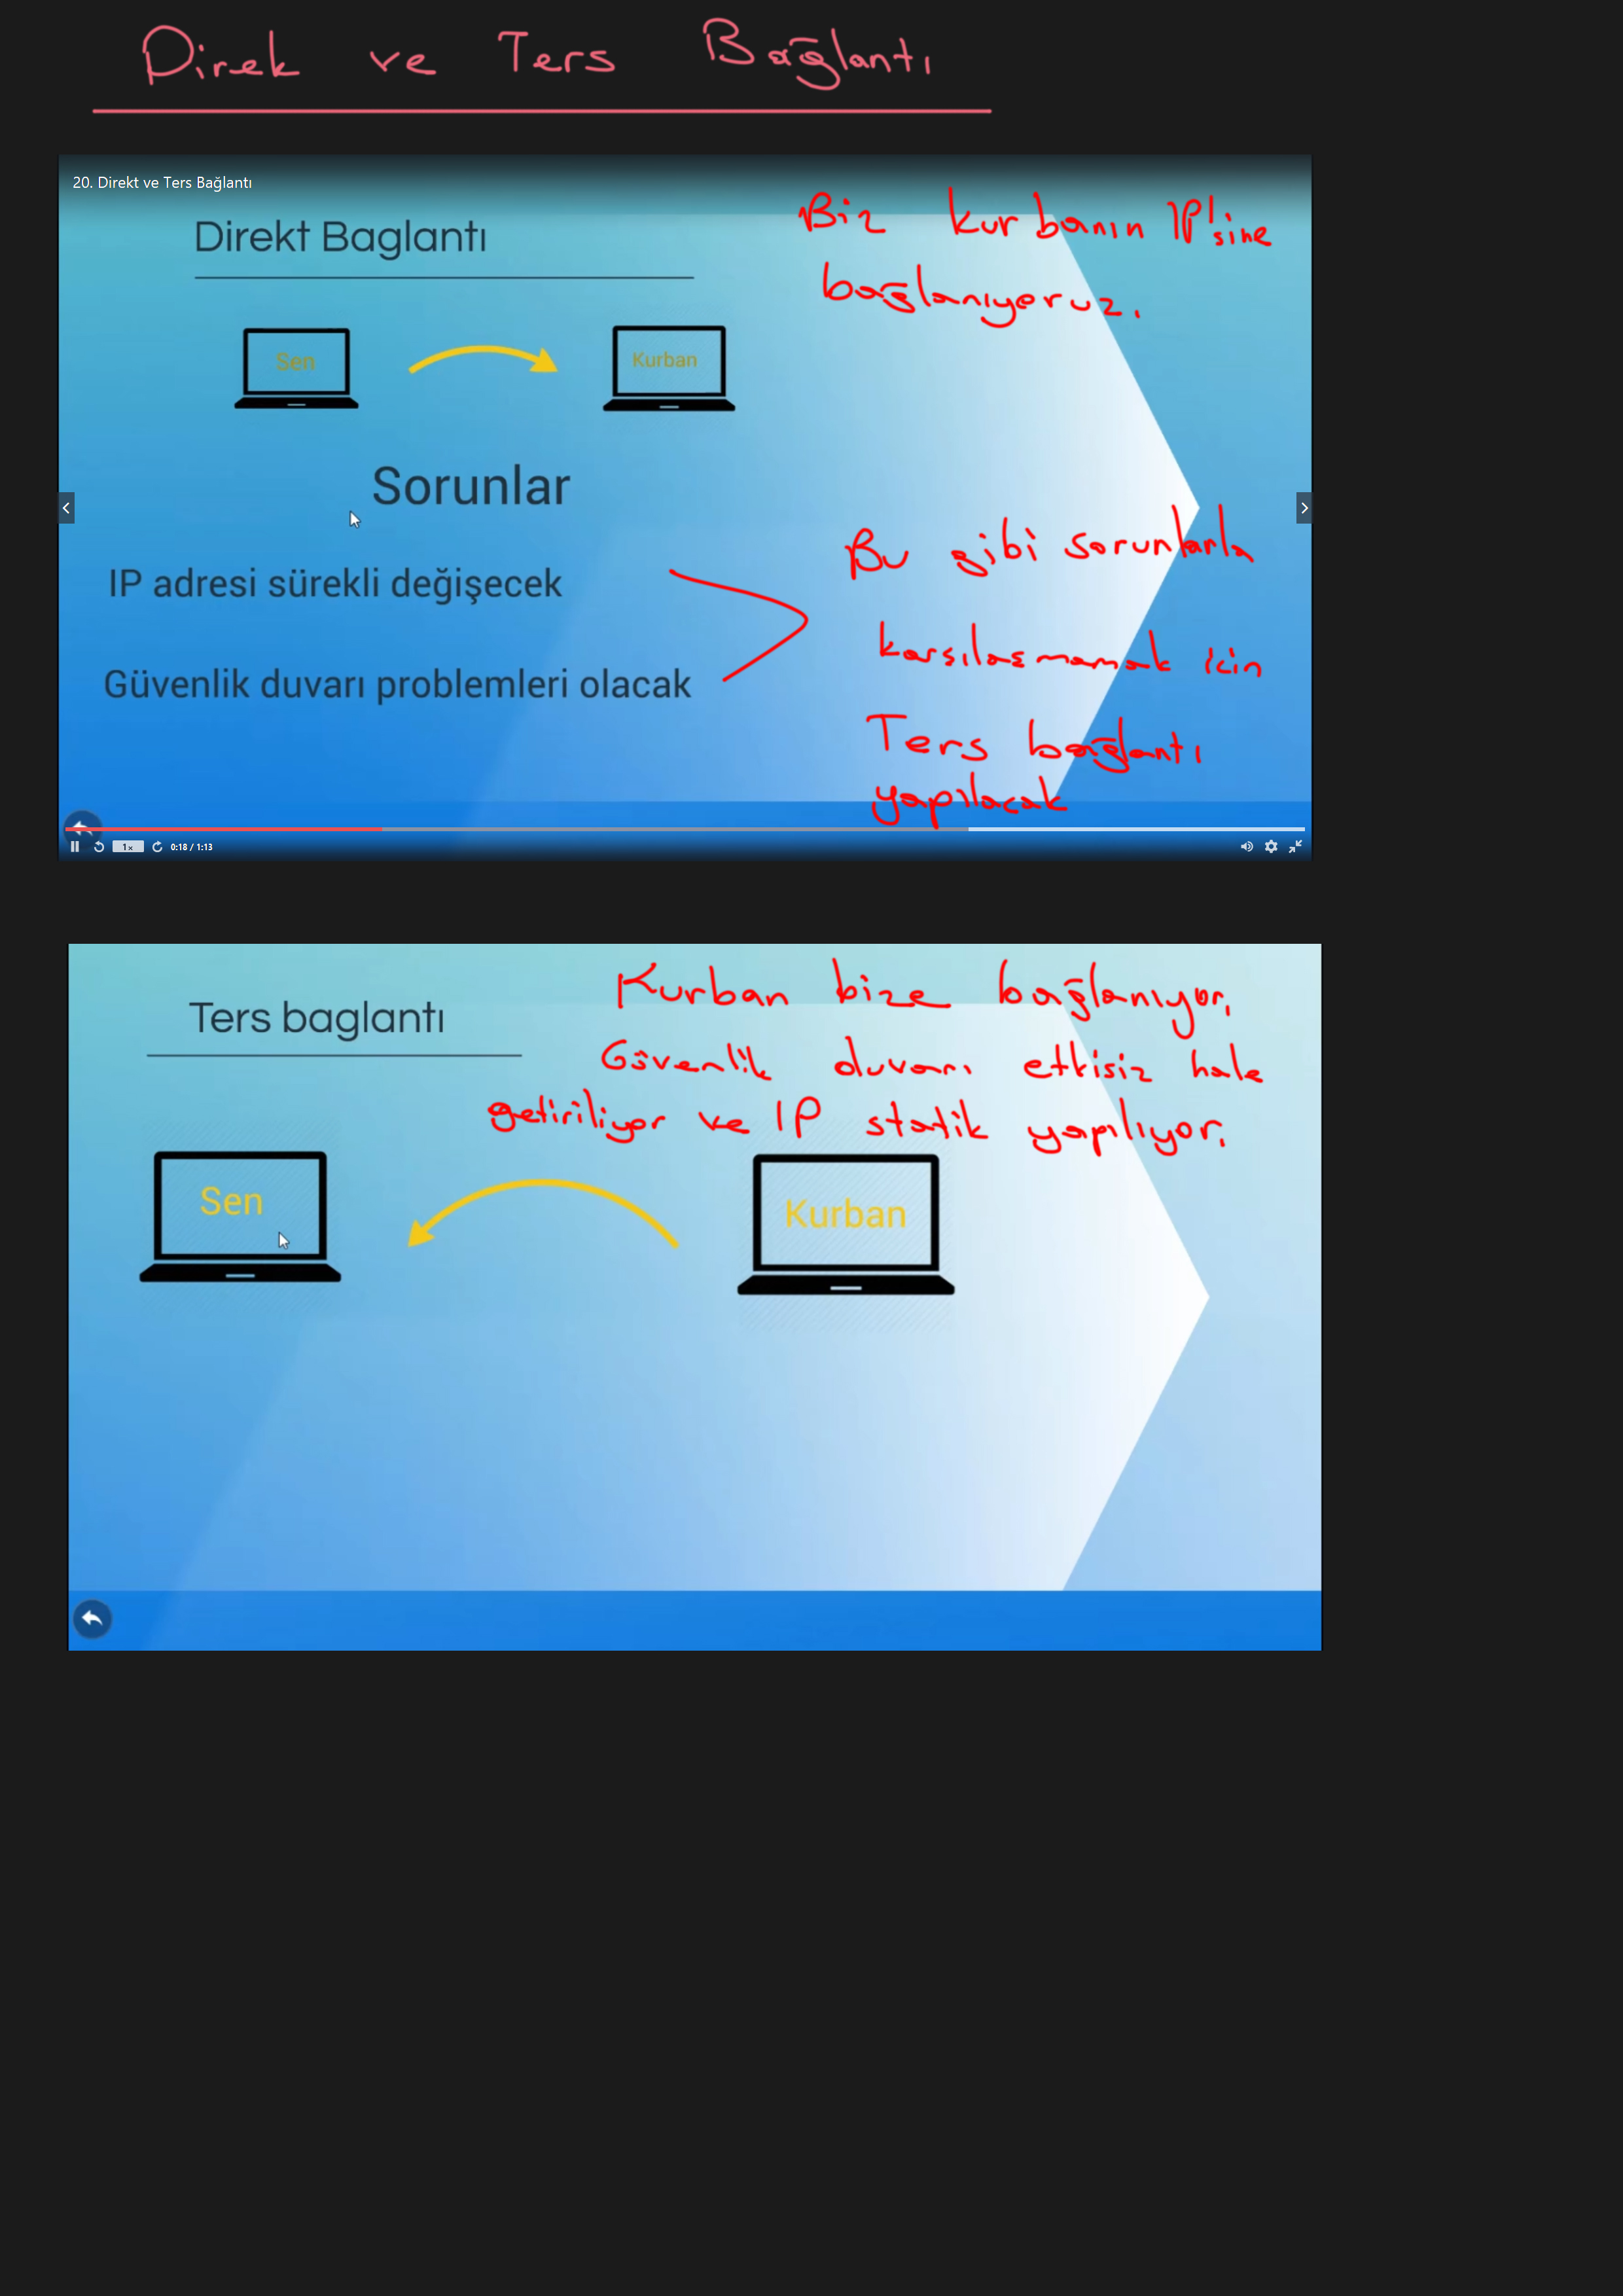 Direk ve Ters Bağlantı
20. Direkt ve Ters Bağlantı
Direkt Baglantı
Biz kurbanın IP'sine
bağlanıyoruz.
Sen
Kurban
Sorunlar
IP adresi sürekli değişecek
Güvenlik duvarı problemleri olacak
Bu gibi sorunlarla
karşılaşmamak için
Ters bağlantı
yapılacak
1x
0:18 / 1:13
Ters baglantı
Kurban bize bağlanıyor.
Güvenlik duvarı etkisiz hale
getiriliyor ve IP statik yapılıyor.
Sen
Kurban